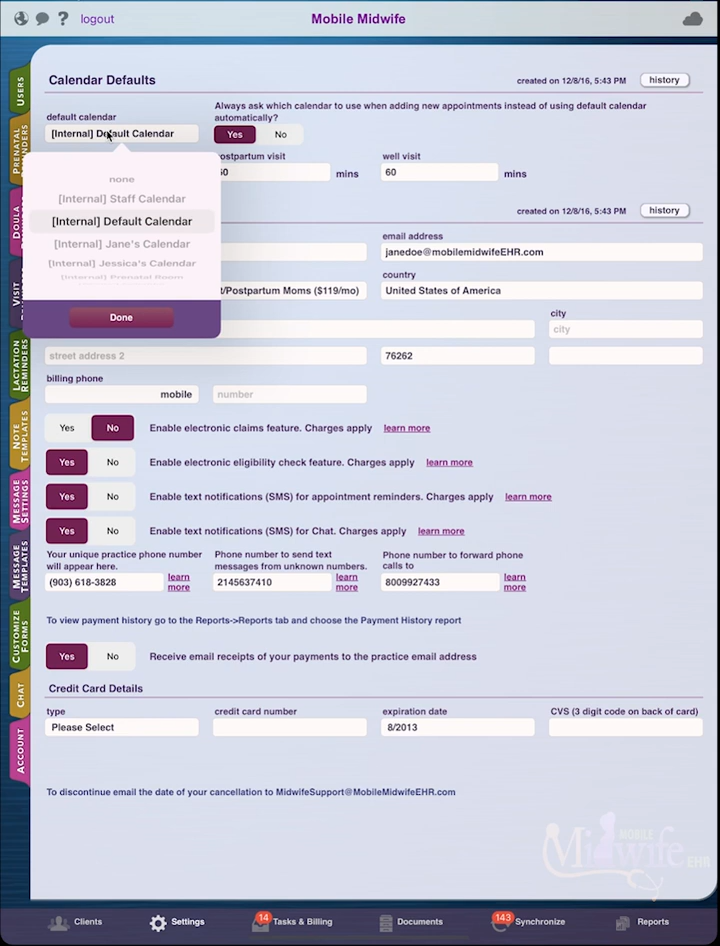 logout
Mobile Midwife
Calendar Defaults
created on 12/8/16, 5:43 PM
history
default calendar
Always ask which calendar to use when adding new appointments instead of using default calendar
automatically?
[Internal] Default Calendar
Yes No
postpartum visit
well visit
60 mins
60 mins
none
[Internal] Staff Calendar
[Internal] Default Calendar
[Internal] Jane's Calendar
[Internal] Jessica's Calendar
[Internal] Prenatal Room
Done
created on 12/8/16, 5:43 PM
history
email address
janedoe@mobilemidwifeEHR.com
country
t/Postpartum Moms ($119/mo)
United States of America
city
city
street address 2
76262
billing phone
mobile
number
Yes No Enable electronic claims feature. Charges apply learn more
Yes No Enable electronic eligibility check feature. Charges apply learn more
Yes No Enable text notifications (SMS) for appointment reminders. Charges apply learn more
Yes No Enable text notifications (SMS) for Chat. Charges apply learn more
Your unique practice phone number
will appear here.
Phone number to send text
messages from unknown numbers.
Phone number to forward phone
calls to
(903) 618-3828
learn
more
2145637410
learn
more
8009927433
learn
more
To view payment history go to the Reports->Reports tab and choose the Payment History report
Yes No Receive email receipts of your payments to the practice email address
Credit Card Details
type
credit card number
expiration date
CVS (3 digit code on back of card)
Please Select
8/2013
To discontinue email the date of your cancellation to MidwifeSupport@MobileMidwifeEHR.com
USERS
PRENATAL
DOULA
VISIT
LACTATION
REMINDERS
NOTE
TEMPLATES
MESSAGE
SETTINGS
MESSAGE
TEMPLATES
CUSTOMIZE
FORMS
CHAT
ACCOUNT
MOBILE
Midwife
EHR
Clients
Settings
14
Tasks & Billing
Documents
143
Synchronize
Reports